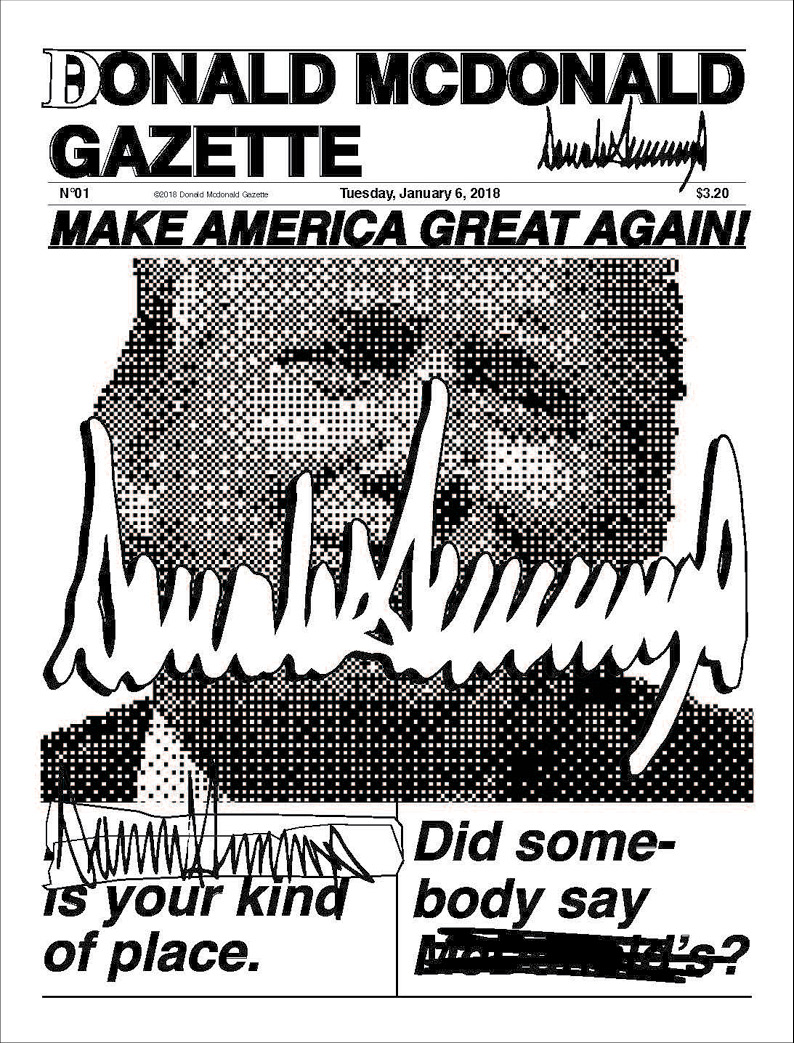 DONALD MCDONALD
GAZETTE
N°01 ©2018 Donald Mcdonald Gazette Tuesday, January 6, 2018 $3.20
MAKE AMERICA GREAT AGAIN!
is your kind
of place.
Did some-
body say
McDonald's?